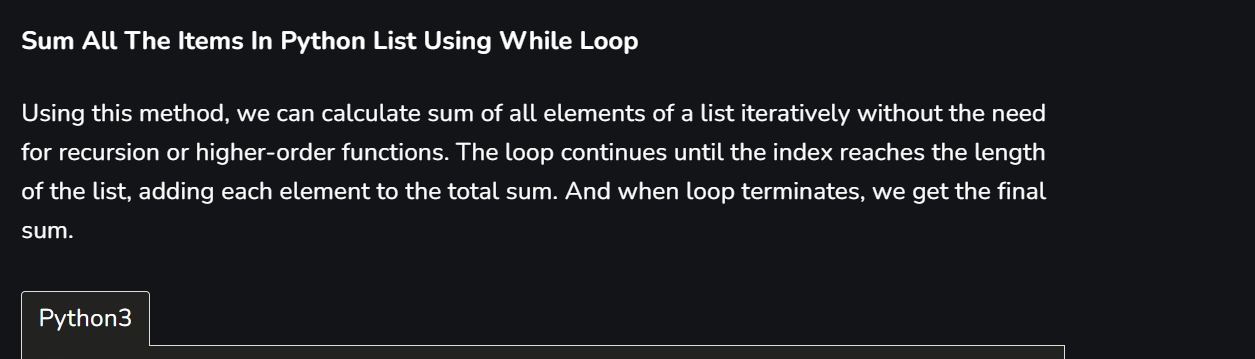 Sum All The Items In Python List Using While Loop
Using this method, we can calculate sum of all elements of a list iteratively without the need
for recursion or higher-order functions. The loop continues until the index reaches the length
of the list, adding each element to the total sum. And when loop terminates, we get the final
sum.
Python3